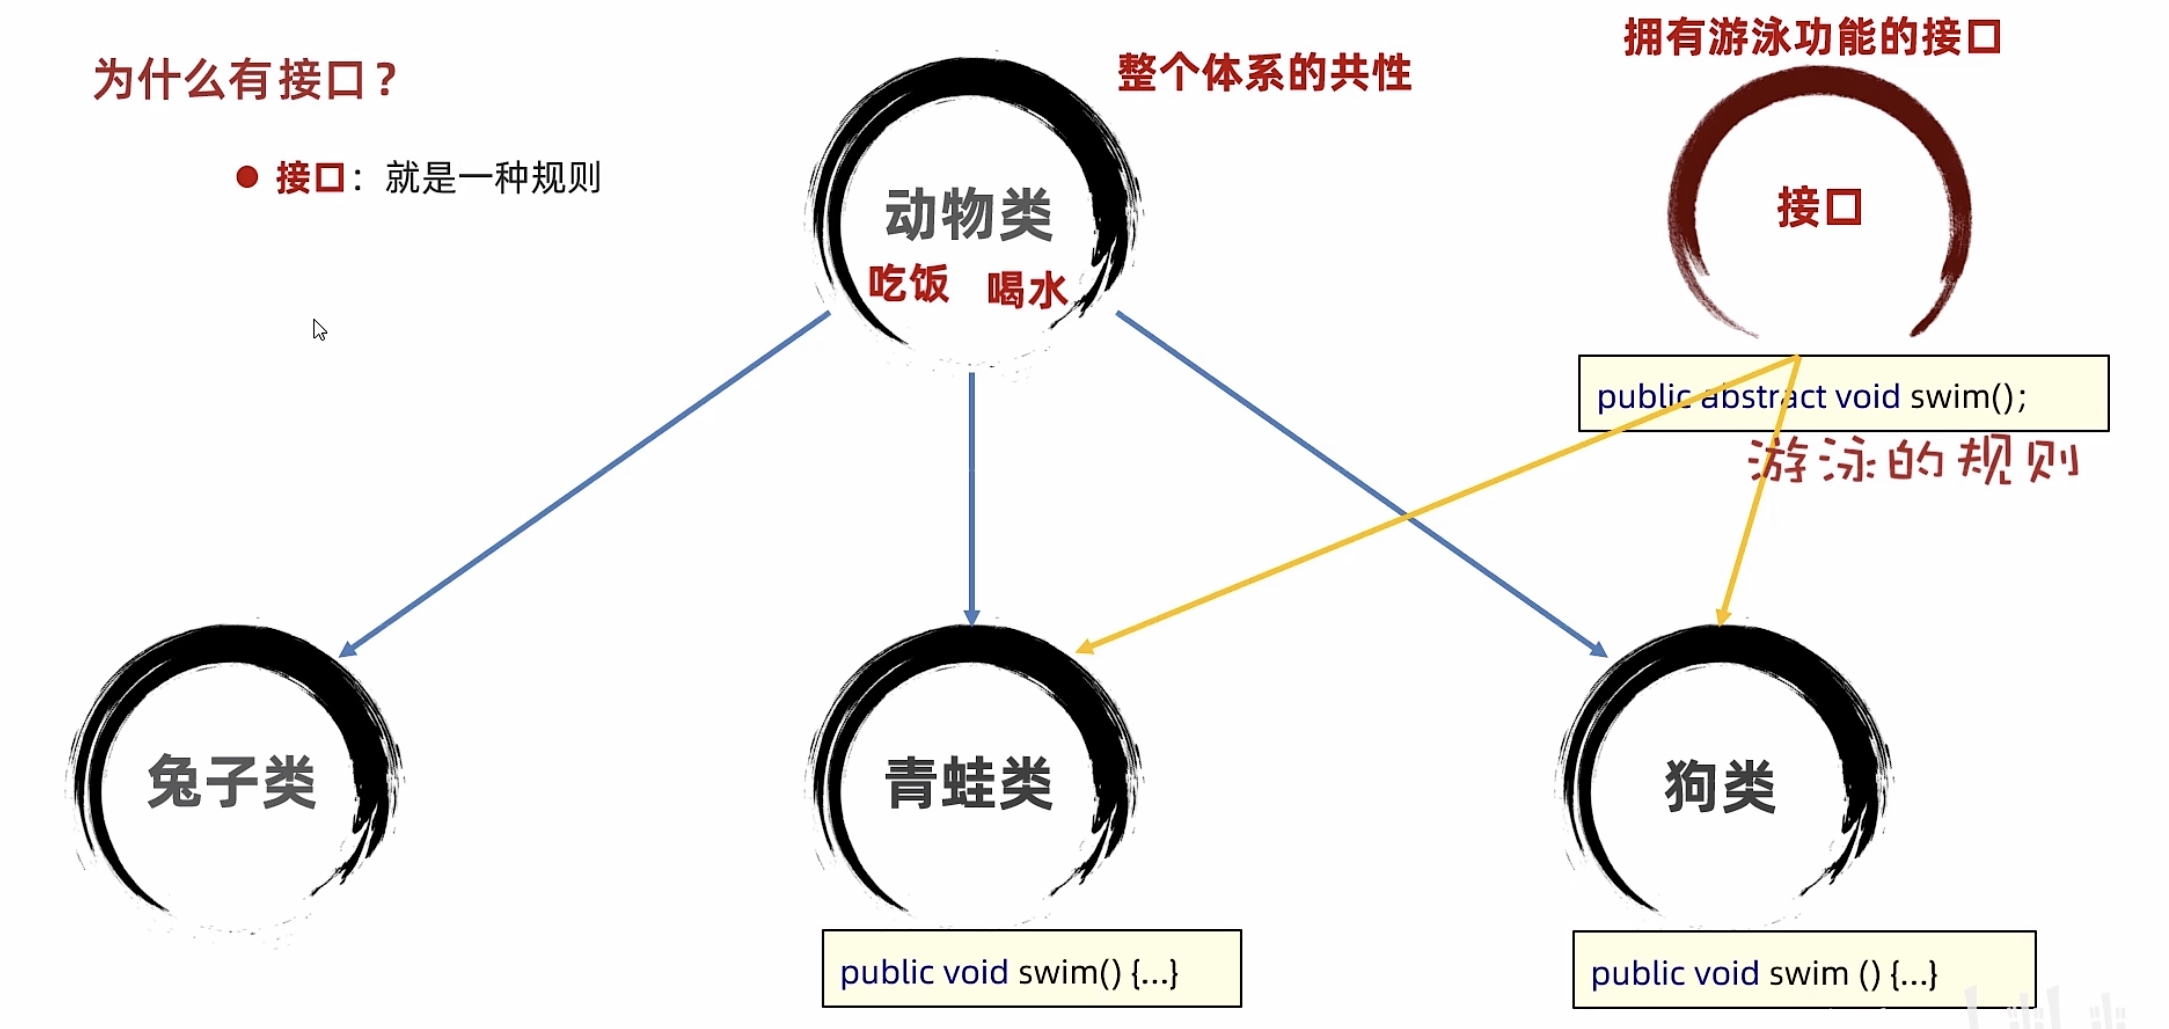 为什么有接口?
接口：就是一种规则
整个体系的共性
动物类
吃饭 喝水
拥有游泳功能的接口
接口
public abstract void swim();
游泳的规则
兔子类
青蛙类
狗类
public void swim() {...}
public void swim () {...}